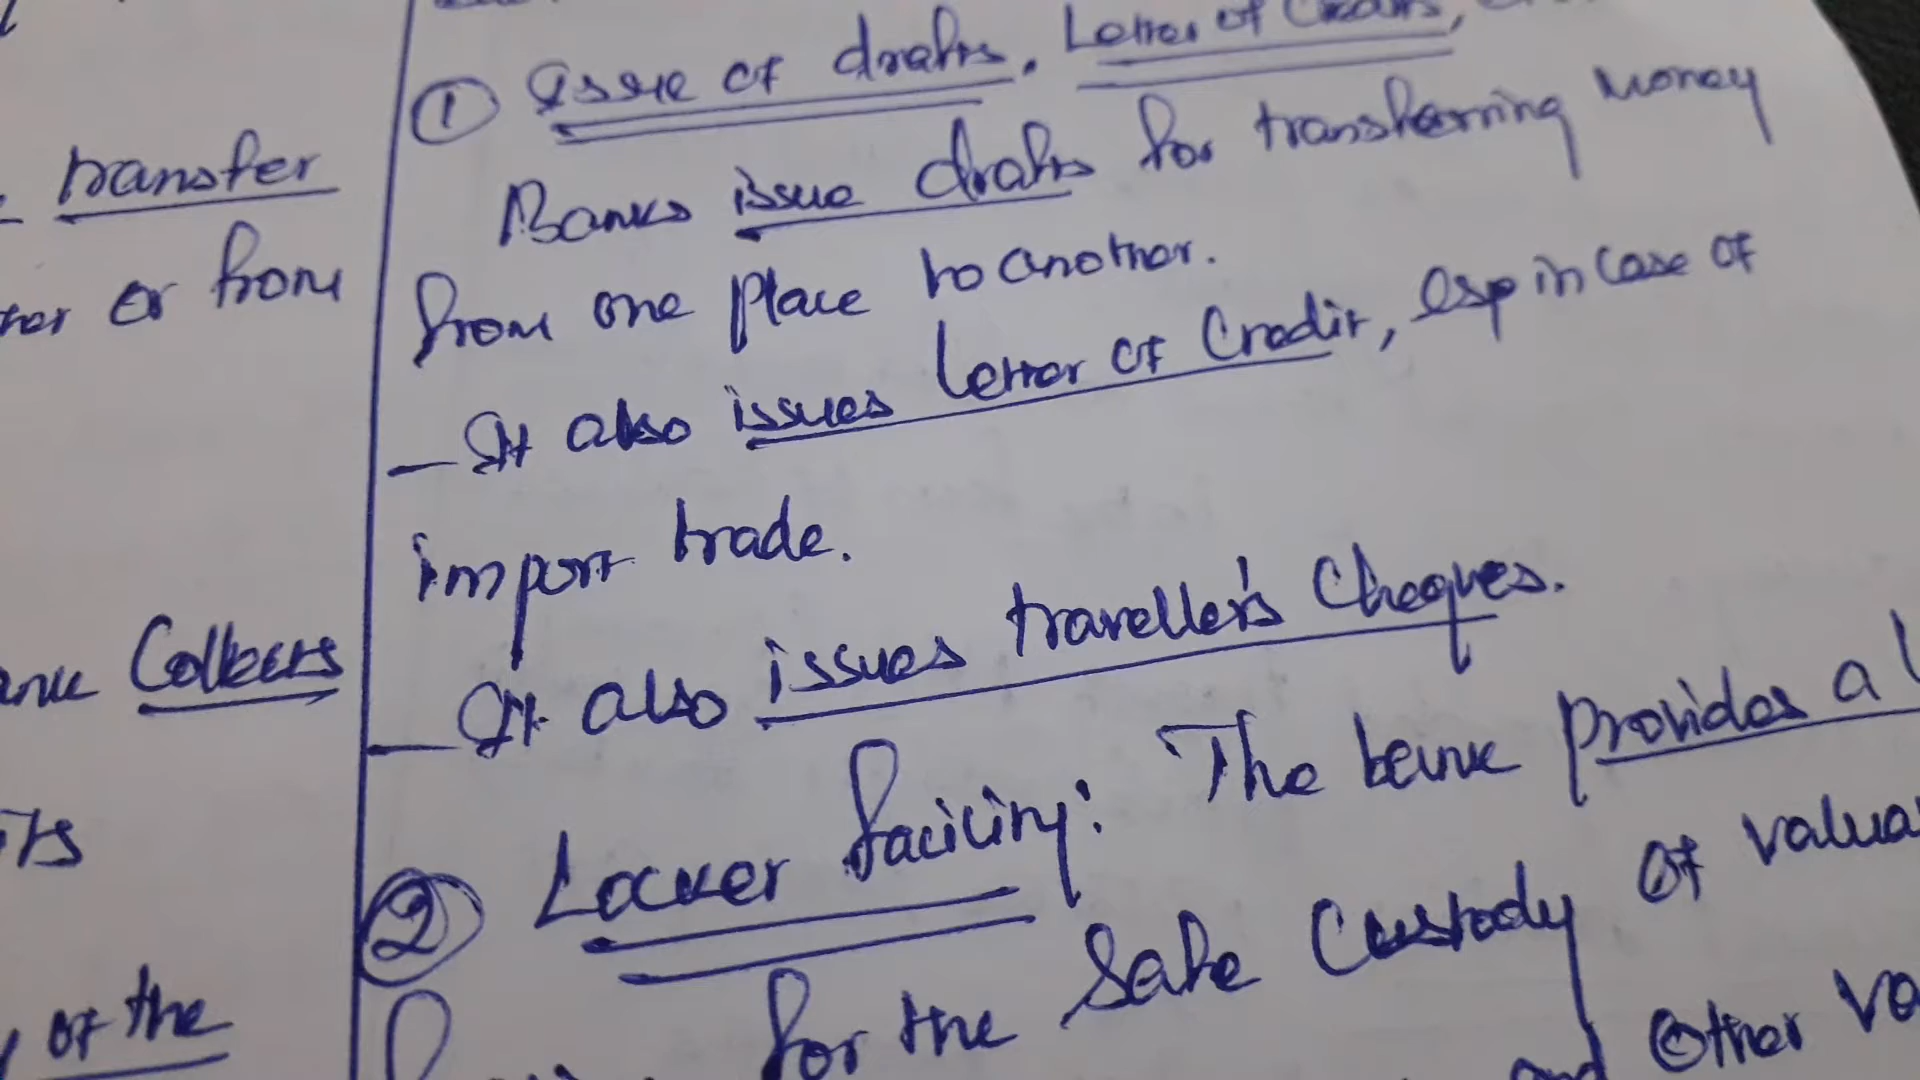 transfer
or from
Collects
of the
① Issue of drafts, Letter of Credits,
Banks issue drafts for transferring money
from one place to another.
— It also issues Letter of Credit, esp in case of
import trade.
— It also issues traveller's Cheques.
② Locker facility: The bank provides a
for the safe Custody of
and other